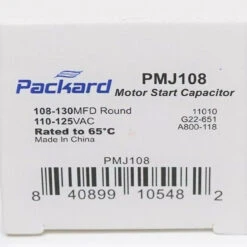 Packard
PMJ108
Motor Start Capacitor
108-130MFD Round
110-125VAC
Rated to 65°C
Made In China
11010
G22-651
A800-118
PMJ108
8 40899 10548 2